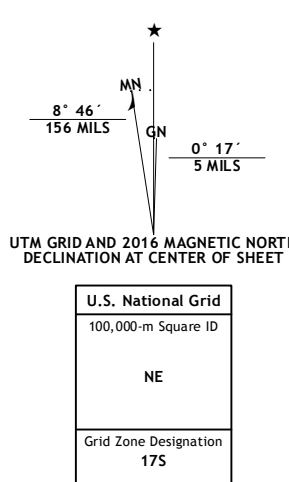 ★
MN
8° 46´
156 MILS
GN
0° 17´
5 MILS
UTM GRID AND 2016 MAGNETIC NORTH
DECLINATION AT CENTER OF SHEET
U.S. National Grid
100,000-m Square ID
NE
Grid Zone Designation
17S